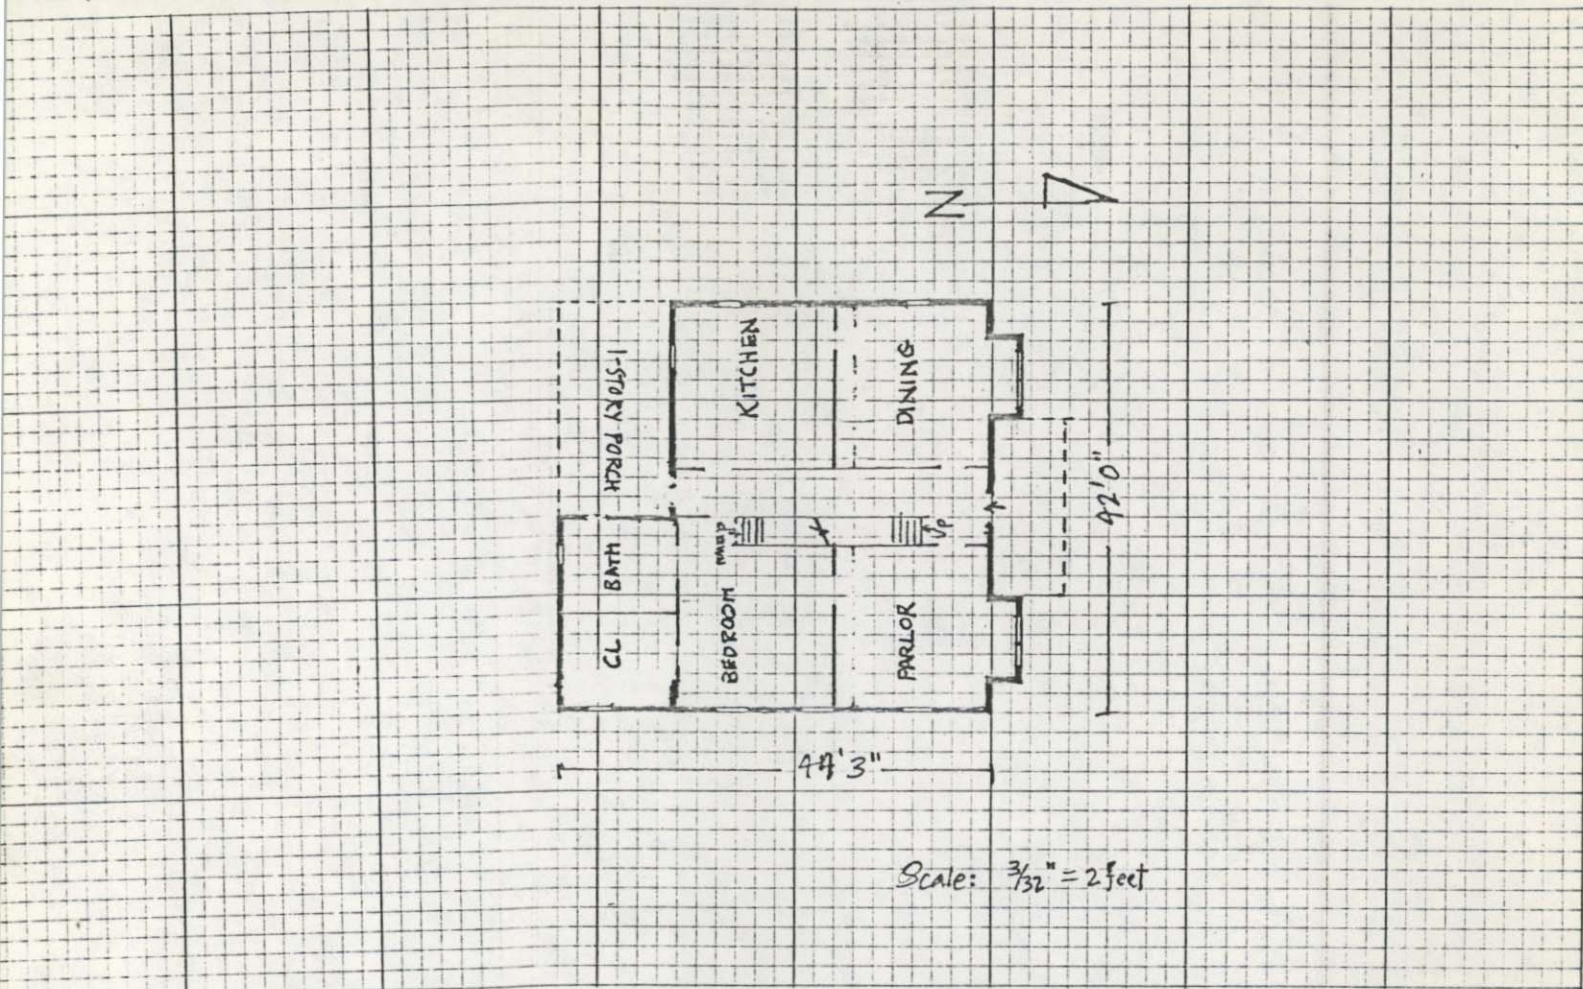 N
1-STORY PORCH
KITCHEN
DINING
BATH
DOWN
UP
CL
BEDROOM
PARLOR
42'0"
44'3"
Scale: 3/32" = 2 feet